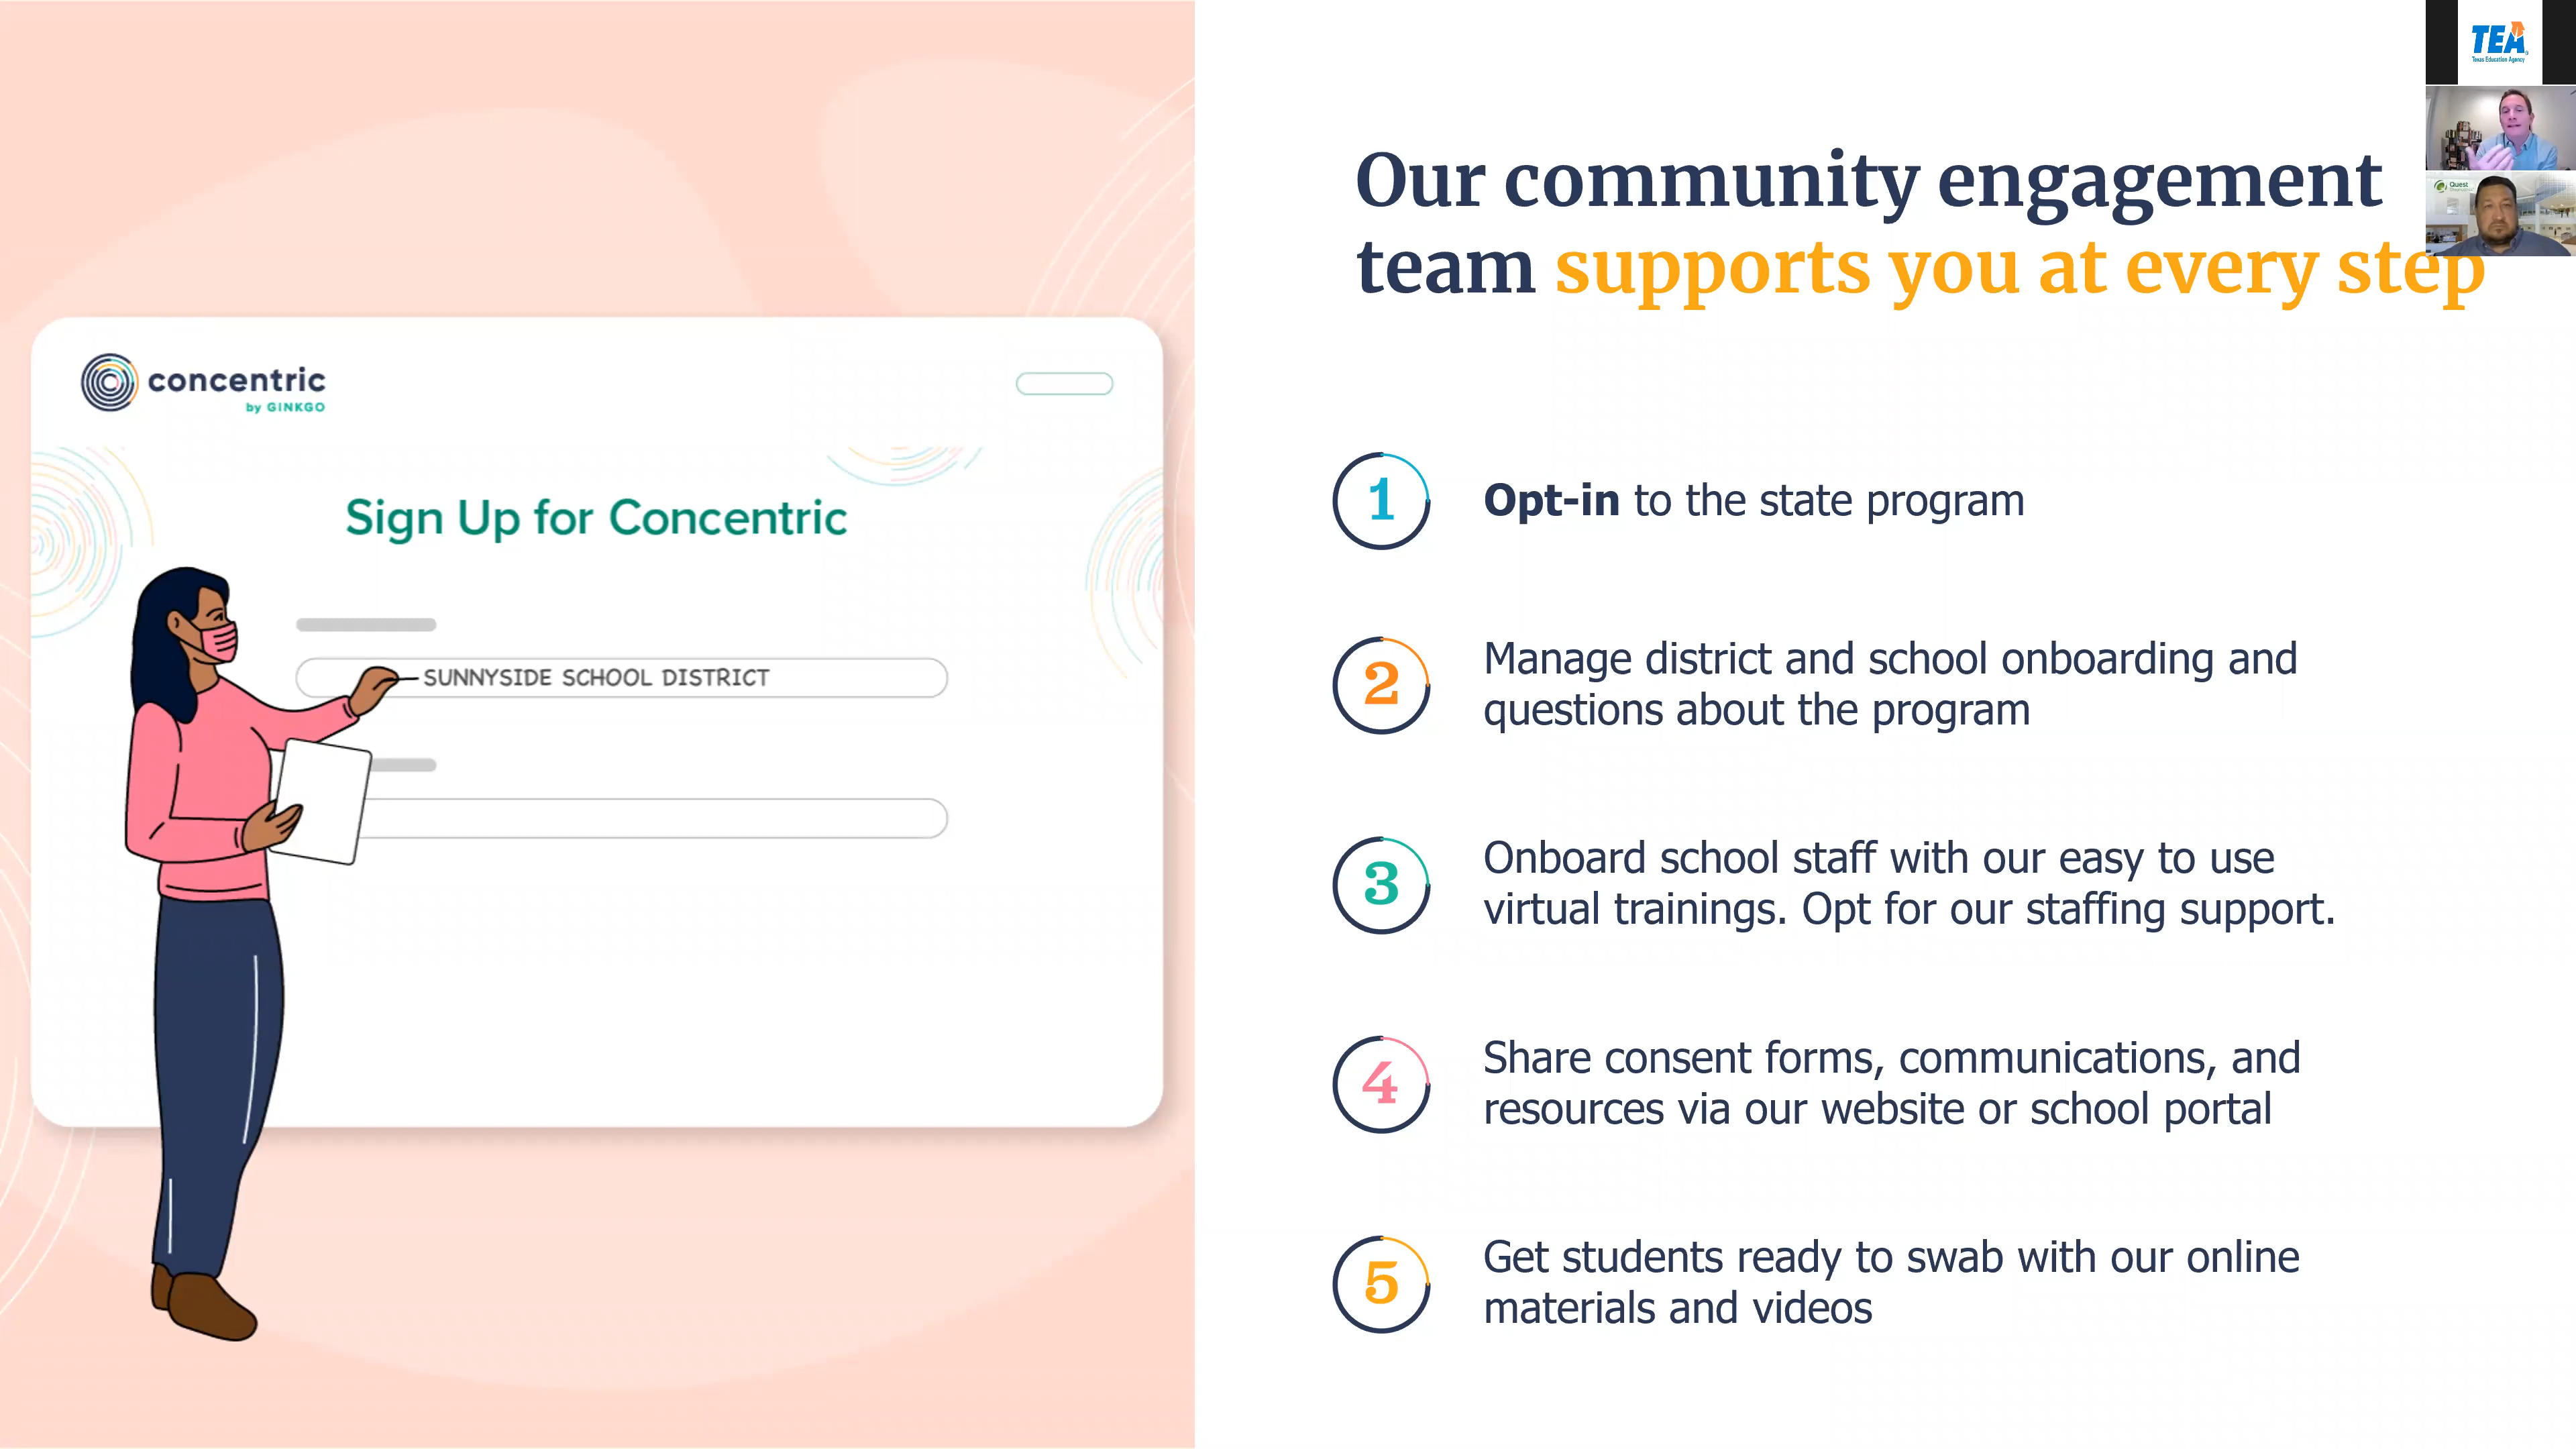 TEA
Texas Education Agency
Quest
Our community engagement
team supports you at every step
concentric
by GINKGO
Sign Up for Concentric
SUNNYSIDE SCHOOL DISTRICT
1
Opt-in to the state program
2
Manage district and school onboarding and
questions about the program
3
Onboard school staff with our easy to use
virtual trainings. Opt for our staffing support.
4
Share consent forms, communications, and
resources via our website or school portal
5
Get students ready to swab with our online
materials and videos